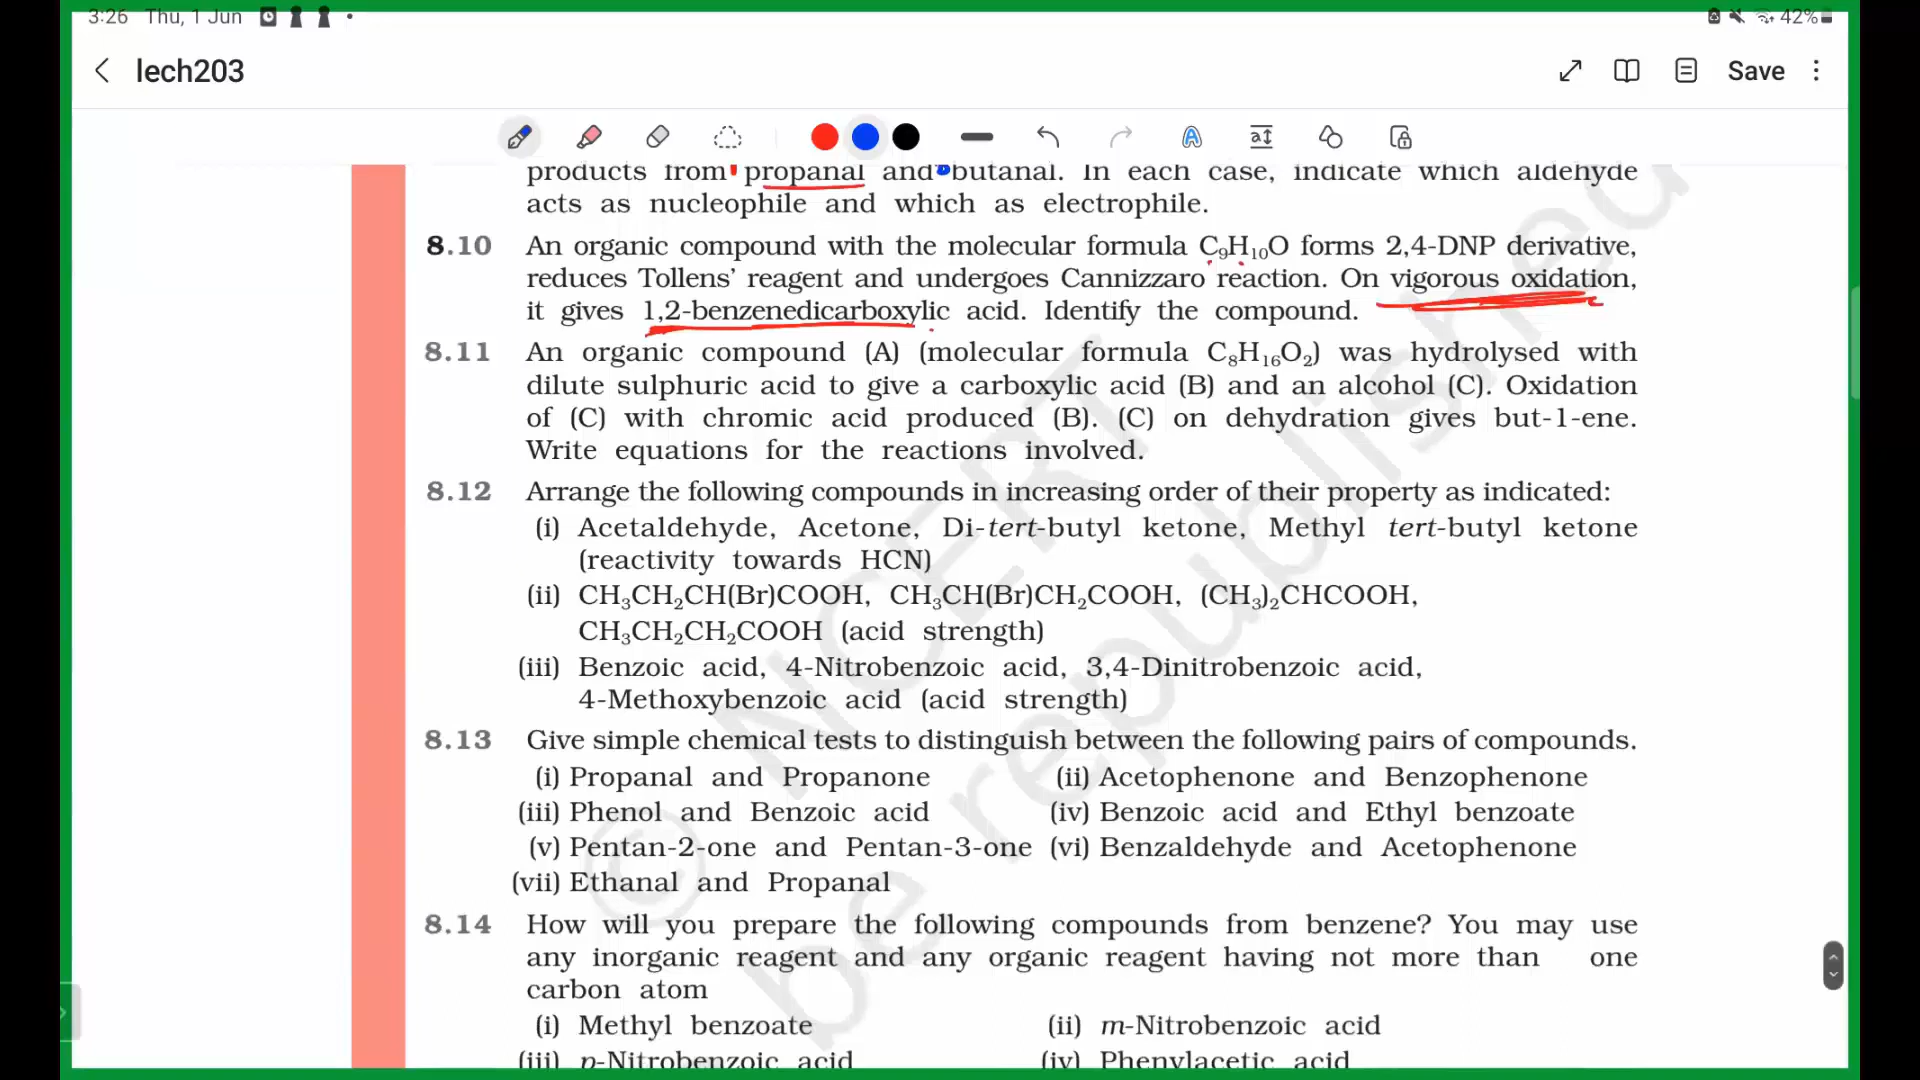 3:26 Thu, 1 Jun
42%
lech203
Save
products from propanal and butanal. In each case, indicate which aldehyde
acts as nucleophile and which as electrophile.
8.10 An organic compound with the molecular formula C₉H₁₀O forms 2,4-DNP derivative,
reduces Tollens’ reagent and undergoes Cannizzaro reaction. On vigorous oxidation,
it gives 1,2-benzenedicarboxylic acid. Identify the compound.
8.11 An organic compound (A) (molecular formula C₈H₁₆O₂) was hydrolysed with
dilute sulphuric acid to give a carboxylic acid (B) and an alcohol (C). Oxidation
of (C) with chromic acid produced (B). (C) on dehydration gives but-1-ene.
Write equations for the reactions involved.
8.12 Arrange the following compounds in increasing order of their property as indicated:
(i) Acetaldehyde, Acetone, Di-tert-butyl ketone, Methyl tert-butyl ketone
(reactivity towards HCN)
(ii) CH₃CH₂CH(Br)COOH, CH₃CH(Br)CH₂COOH, (CH₃)₂CHCOOH,
CH₃CH₂CH₂COOH (acid strength)
(iii) Benzoic acid, 4-Nitrobenzoic acid, 3,4-Dinitrobenzoic acid,
4-Methoxybenzoic acid (acid strength)
8.13 Give simple chemical tests to distinguish between the following pairs of compounds.
(i) Propanal and Propanone (ii) Acetophenone and Benzophenone
(iii) Phenol and Benzoic acid (iv) Benzoic acid and Ethyl benzoate
(v) Pentan-2-one and Pentan-3-one (vi) Benzaldehyde and Acetophenone
(vii) Ethanal and Propanal
8.14 How will you prepare the following compounds from benzene? You may use
any inorganic reagent and any organic reagent having not more than one
carbon atom
(i) Methyl benzoate (ii) m-Nitrobenzoic acid
(iii) p-Nitrobenzoic acid (iv) Phenylacetic acid
© NCERT
be republished